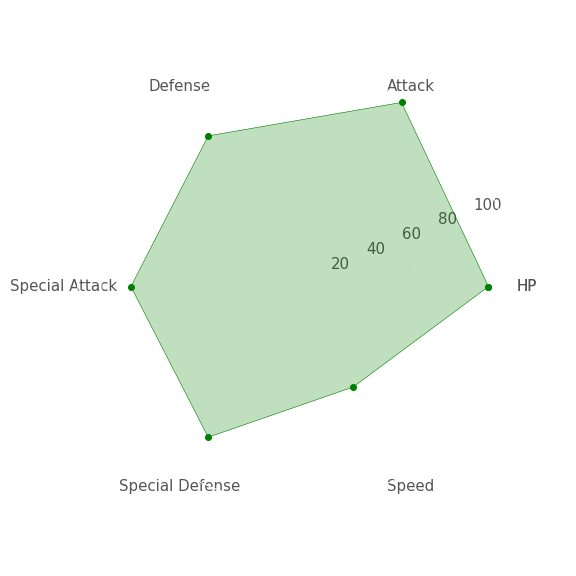 Defense
Attack
100
80
60
40
20
Special Attack
HP
Special Defense
Speed